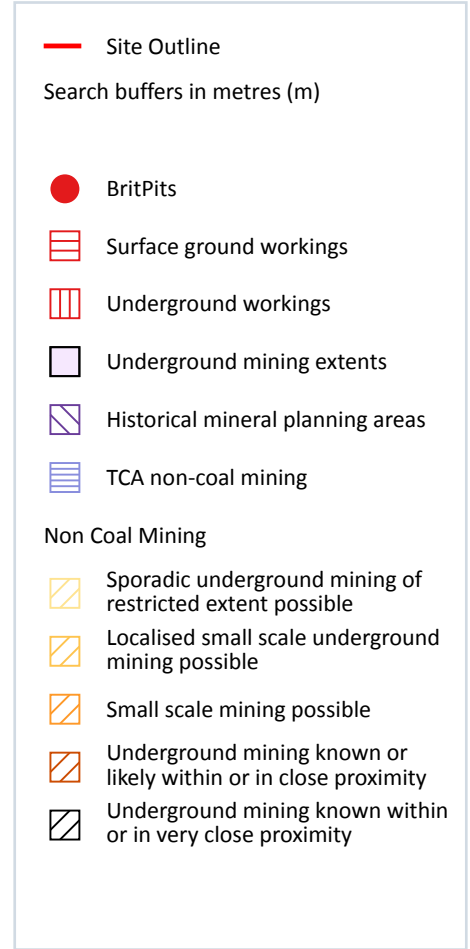 Site Outline
Search buffers in metres (m)
BritPits
Surface ground workings
Underground workings
Underground mining extents
Historical mineral planning areas
TCA non-coal mining
Non Coal Mining
Sporadic underground mining of
restricted extent possible
Localised small scale underground
mining possible
Small scale mining possible
Underground mining known or
likely within or in close proximity
Underground mining known within
or in very close proximity